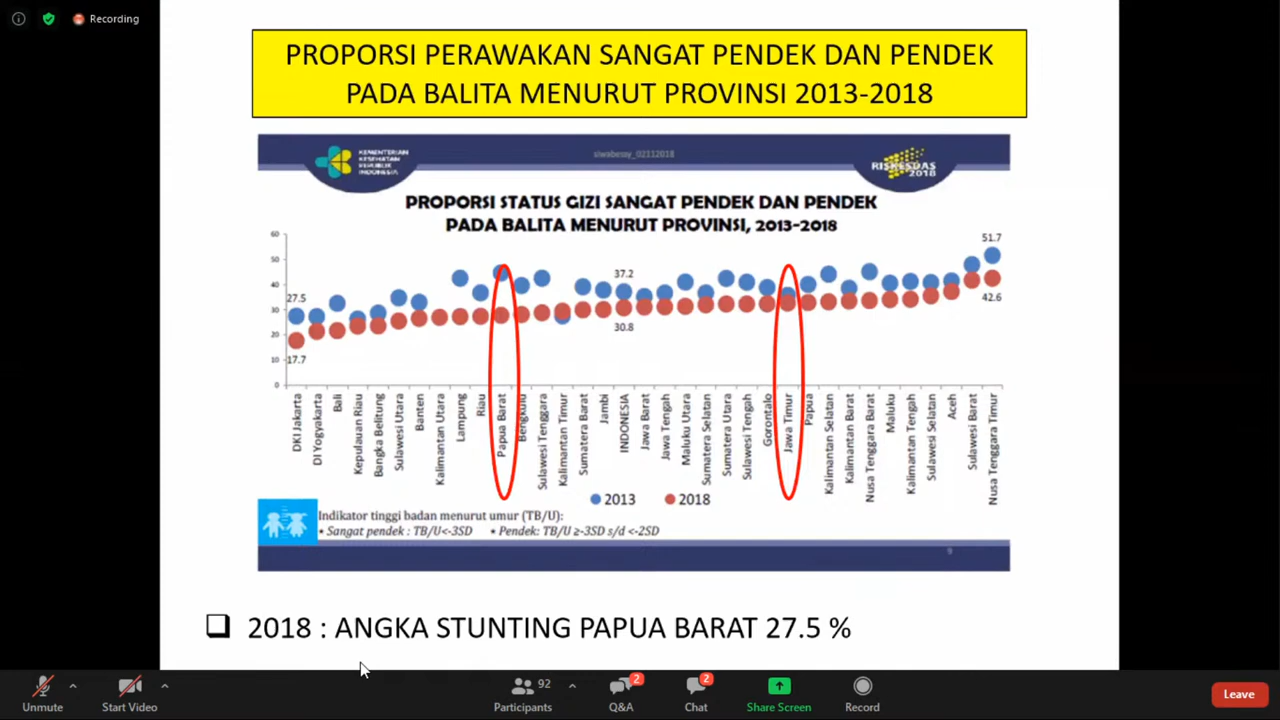 Recording
PROPORSI PERAWAKAN SANGAT PENDEK DAN PENDEK
PADA BALITA MENURUT PROVINSI 2013-2018
KEMENTERIAN
KESEHATAN
REPUBLIK
INDONESIA
siwabessy_02112018
RISKESDAS
2018
PROPORSI STATUS GIZI SANGAT PENDEK DAN PENDEK
PADA BALITA MENURUT PROVINSI, 2013-2018
60
50
40
30
20
10
0
27.5
17.7
37.2
30.8
51.7
42.6
DKI Jakarta
DI Yogyakarta
Bali
Kepulauan Riau
Bangka Belitung
Sulawesi Utara
Banten
Kalimantan Utara
Lampung
Riau
Papua Barat
Bengkulu
Sulawesi Tenggara
Kalimantan Timur
Sumatera Barat
Jambi
INDONESIA
Jawa Barat
Jawa Tengah
Maluku Utara
Sumatera Selatan
Sumatera Utara
Sulawesi Tengah
Gorontalo
Jawa Timur
Papua
Kalimantan Selatan
Kalimantan Barat
Nusa Tenggara Barat
Maluku
Kalimantan Tengah
Sulawesi Selatan
Aceh
Sulawesi Barat
Nusa Tenggara Timur
2013
2018
Indikator tinggi badan menurut umur (TB/U):
• Sangat pendek : TB/U<-3SD • Pendek: TB/U ≥-3SD s/d <-2SD
9
2018 : ANGKA STUNTING PAPUA BARAT 27.5 %
92
2
2
Unmute
Start Video
Participants
Q&A
Chat
Share Screen
Record
Leave